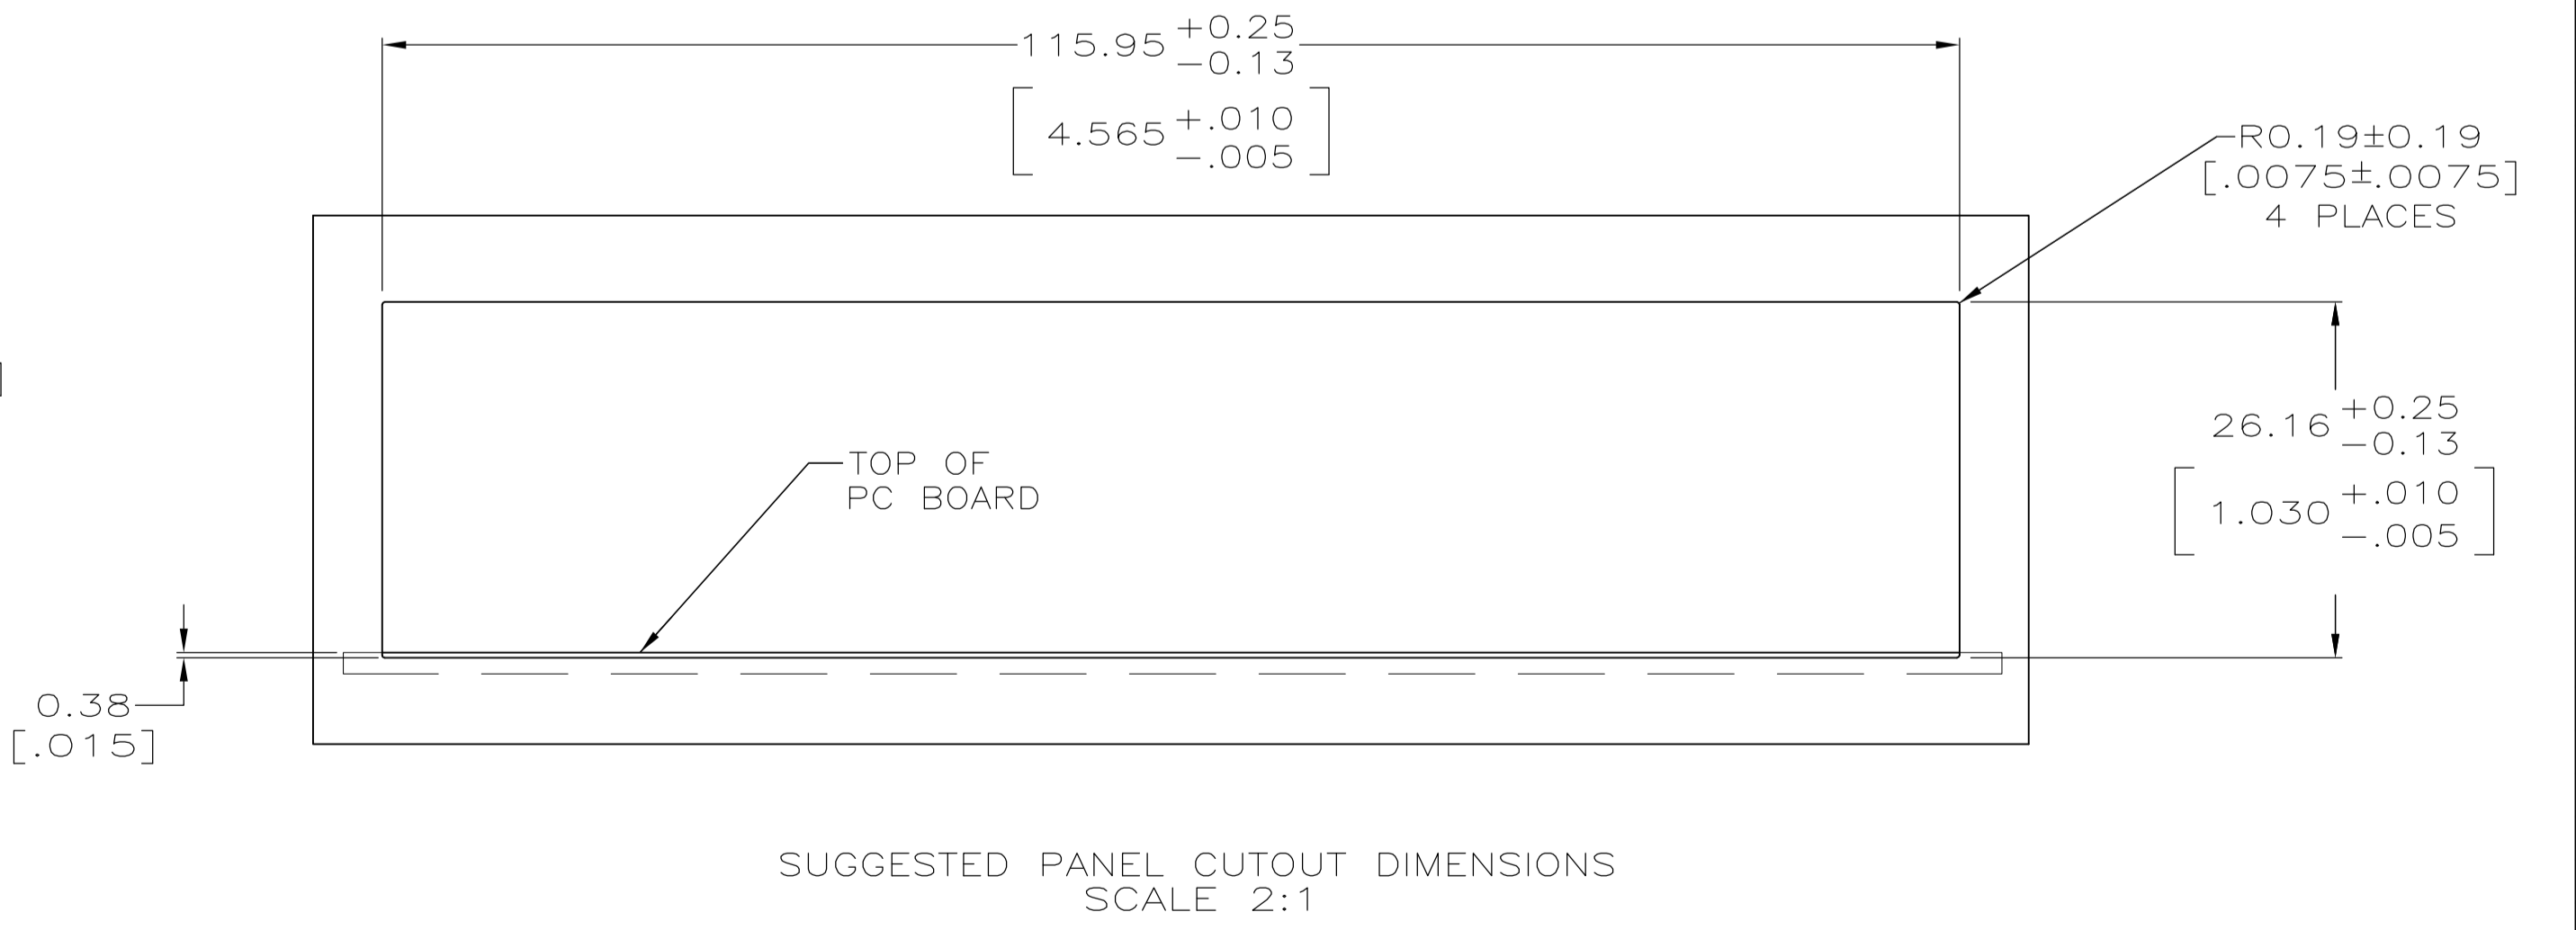 115.95 +0.25
-0.13
[4.565 +.010
-.005]
R0.19±0.19
[.0075±.0075]
4 PLACES
26.16 +0.25
-0.13
[1.030 +.010
-.005]
TOP OF
PC BOARD
0.38
[.015]
SUGGESTED PANEL CUTOUT DIMENSIONS
SCALE 2:1